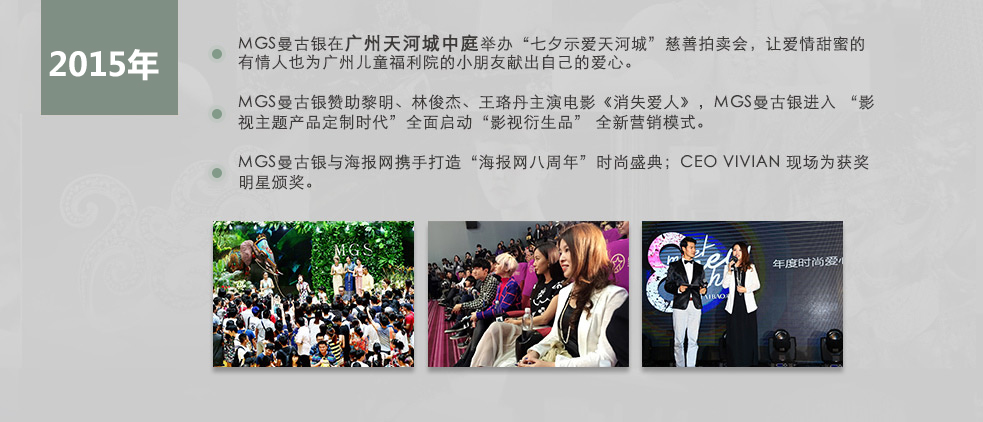 2015年
MGS曼古银在广州天河城中庭举办“七夕示爱天河城”慈善拍卖会，让爱情甜蜜的
有情人也为广州儿童福利院的小朋友献出自己的爱心。
MGS曼古银赞助黎明、林俊杰、王珞丹主演电影《消失爱人》，MGS曼古银进入 “影
视主题产品定制时代”全面启动“影视衍生品” 全新营销模式。
MGS曼古银与海报网携手打造“海报网八周年”时尚盛典；CEO VIVIAN 现场为获奖
明星颁奖。
MGS
年度时尚爱心